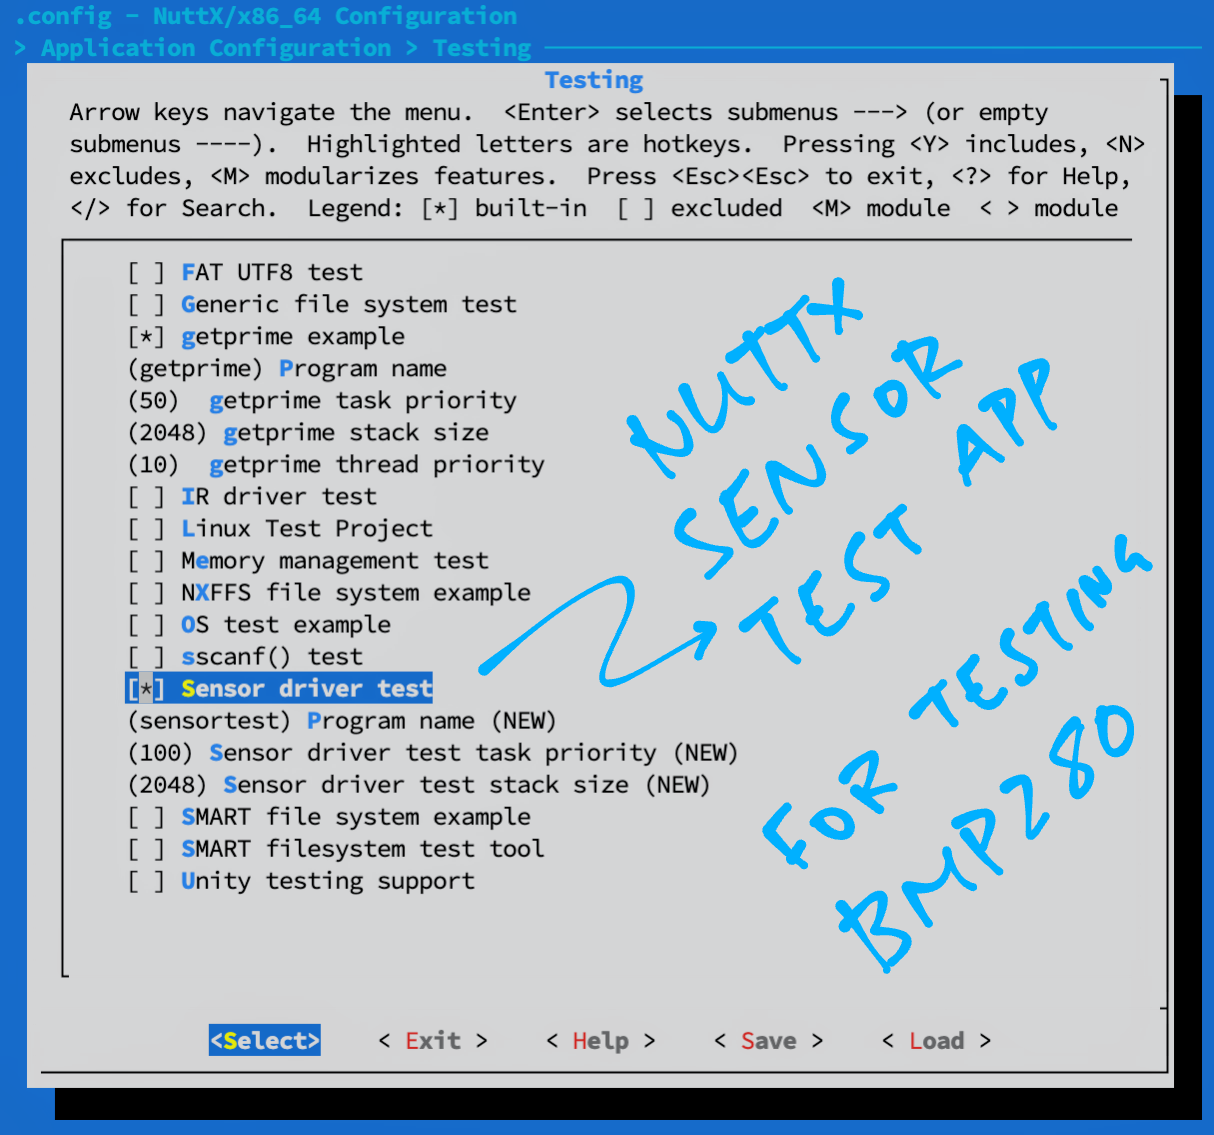 .config - NuttX/x86_64 Configuration
> Application Configuration > Testing
Testing
Arrow keys navigate the menu.  <Enter> selects submenus ---> (or empty
submenus ----).  Highlighted letters are hotkeys.  Pressing <Y> includes, <N>
excludes, <M> modularizes features.  Press <Esc><Esc> to exit, <?> for Help,
</> for Search.  Legend: [*] built-in  [ ] excluded  <M> module  < > module
[ ] FAT UTF8 test
[ ] Generic file system test
[*] getprime example
(getprime) Program name
(50)  getprime task priority
(2048) getprime stack size
(10)  getprime thread priority
[ ] IR driver test
[ ] Linux Test Project
[ ] Memory management test
[ ] NXFFS file system example
[ ] OS test example
[ ] sscanf() test
[*] Sensor driver test
(sensortest) Program name (NEW)
(100) Sensor driver test task priority (NEW)
(2048) Sensor driver test stack size (NEW)
[ ] SMART file system example
[ ] SMART filesystem test tool
[ ] Unity testing support
NUTTX
SENSOR
TEST APP
FOR TESTING
BMP280
<Select>    < Exit >    < Help >    < Save >    < Load >